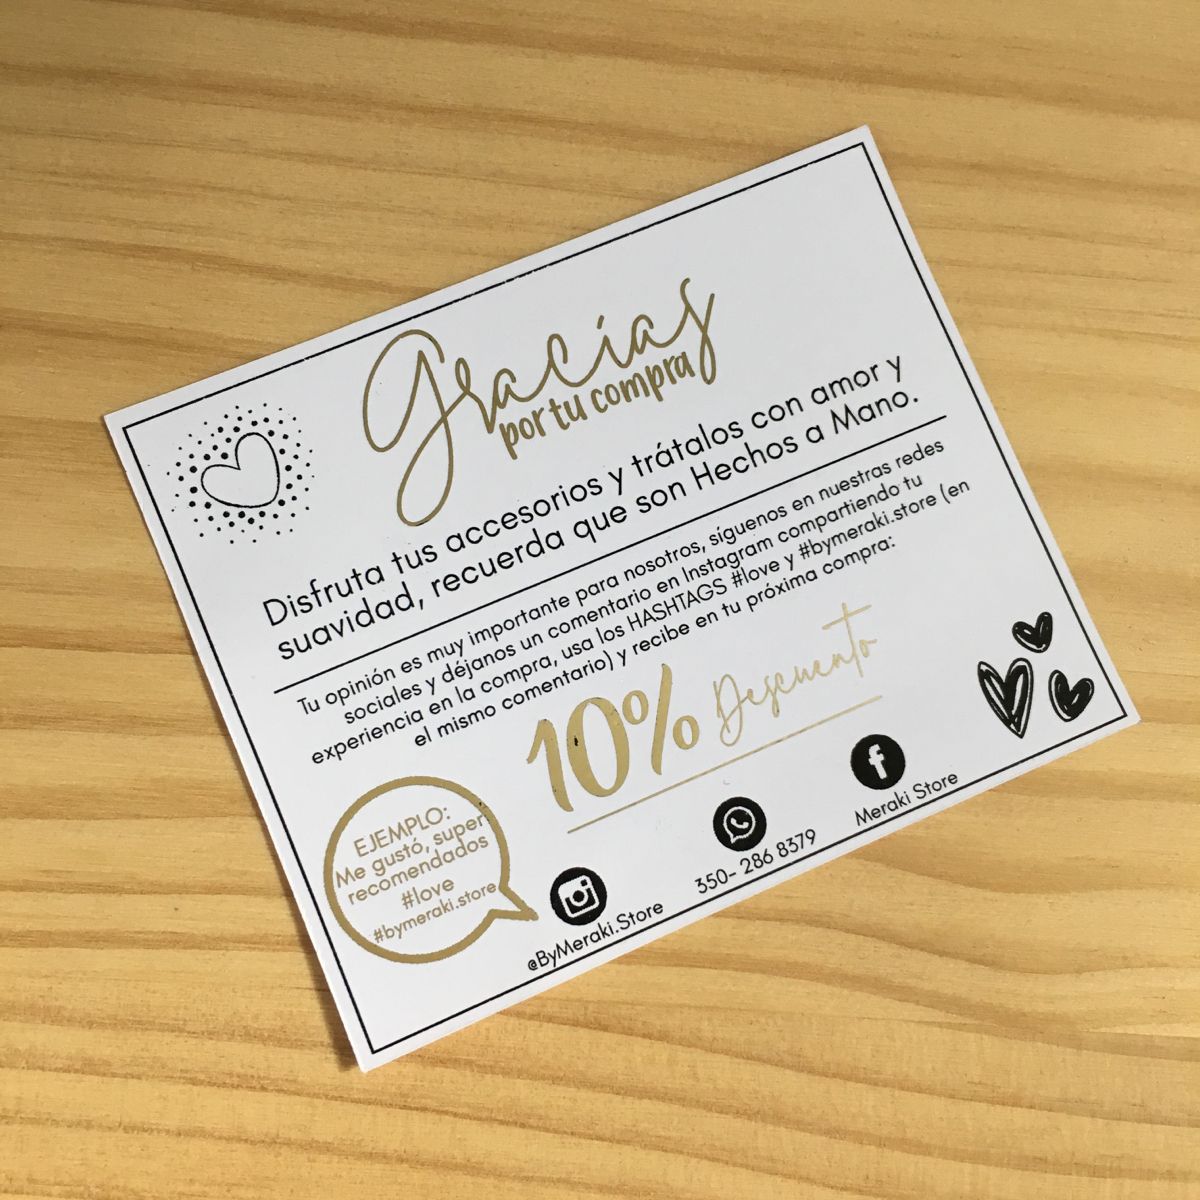 Gracias
por tu compra
Disfruta tus accesorios y trátalos con amor y
suavidad, recuerda que son Hechos a Mano.
Tu opinión es muy importante para nosotros, síguenos en nuestras redes
sociales y déjanos un comentario en Instagram compartiendo tu
experiencia en la compra, usa los HASHTAGS #love y #bymeraki.store (en
el mismo comentario) y recibe en tu próxima compra:
10% Descuento
EJEMPLO:
Me gustó, super
recomendados
#love
#bymeraki.store
@ByMeraki.Store
350- 286 8379
Meraki Store